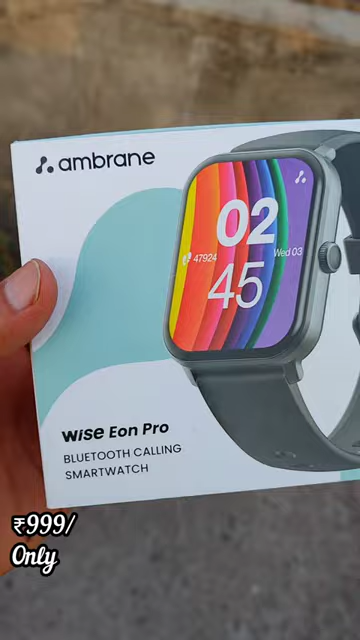 ambrane
02
47924
Wed 03
45
Wise Eon Pro
BLUETOOTH CALLING
SMARTWATCH
₹999/
Only